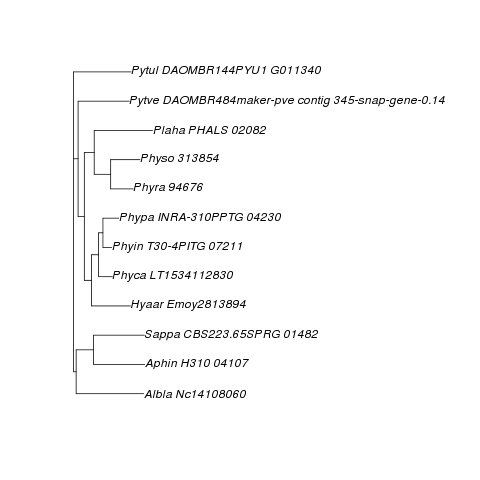 Pytul DAOMBR144PYU1 G011340
Pytve DAOMBR484maker-pve contig 345-snap-gene-0.14
Plaha PHALS 02082
Physo 313854
Phyra 94676
Phypa INRA-310PPTG 04230
Phyin T30-4PITG 07211
Phyca LT1534112830
Hyaar Emoy2813894
Sappa CBS223.65SPRG 01482
Aphin H310 04107
Albla Nc14108060